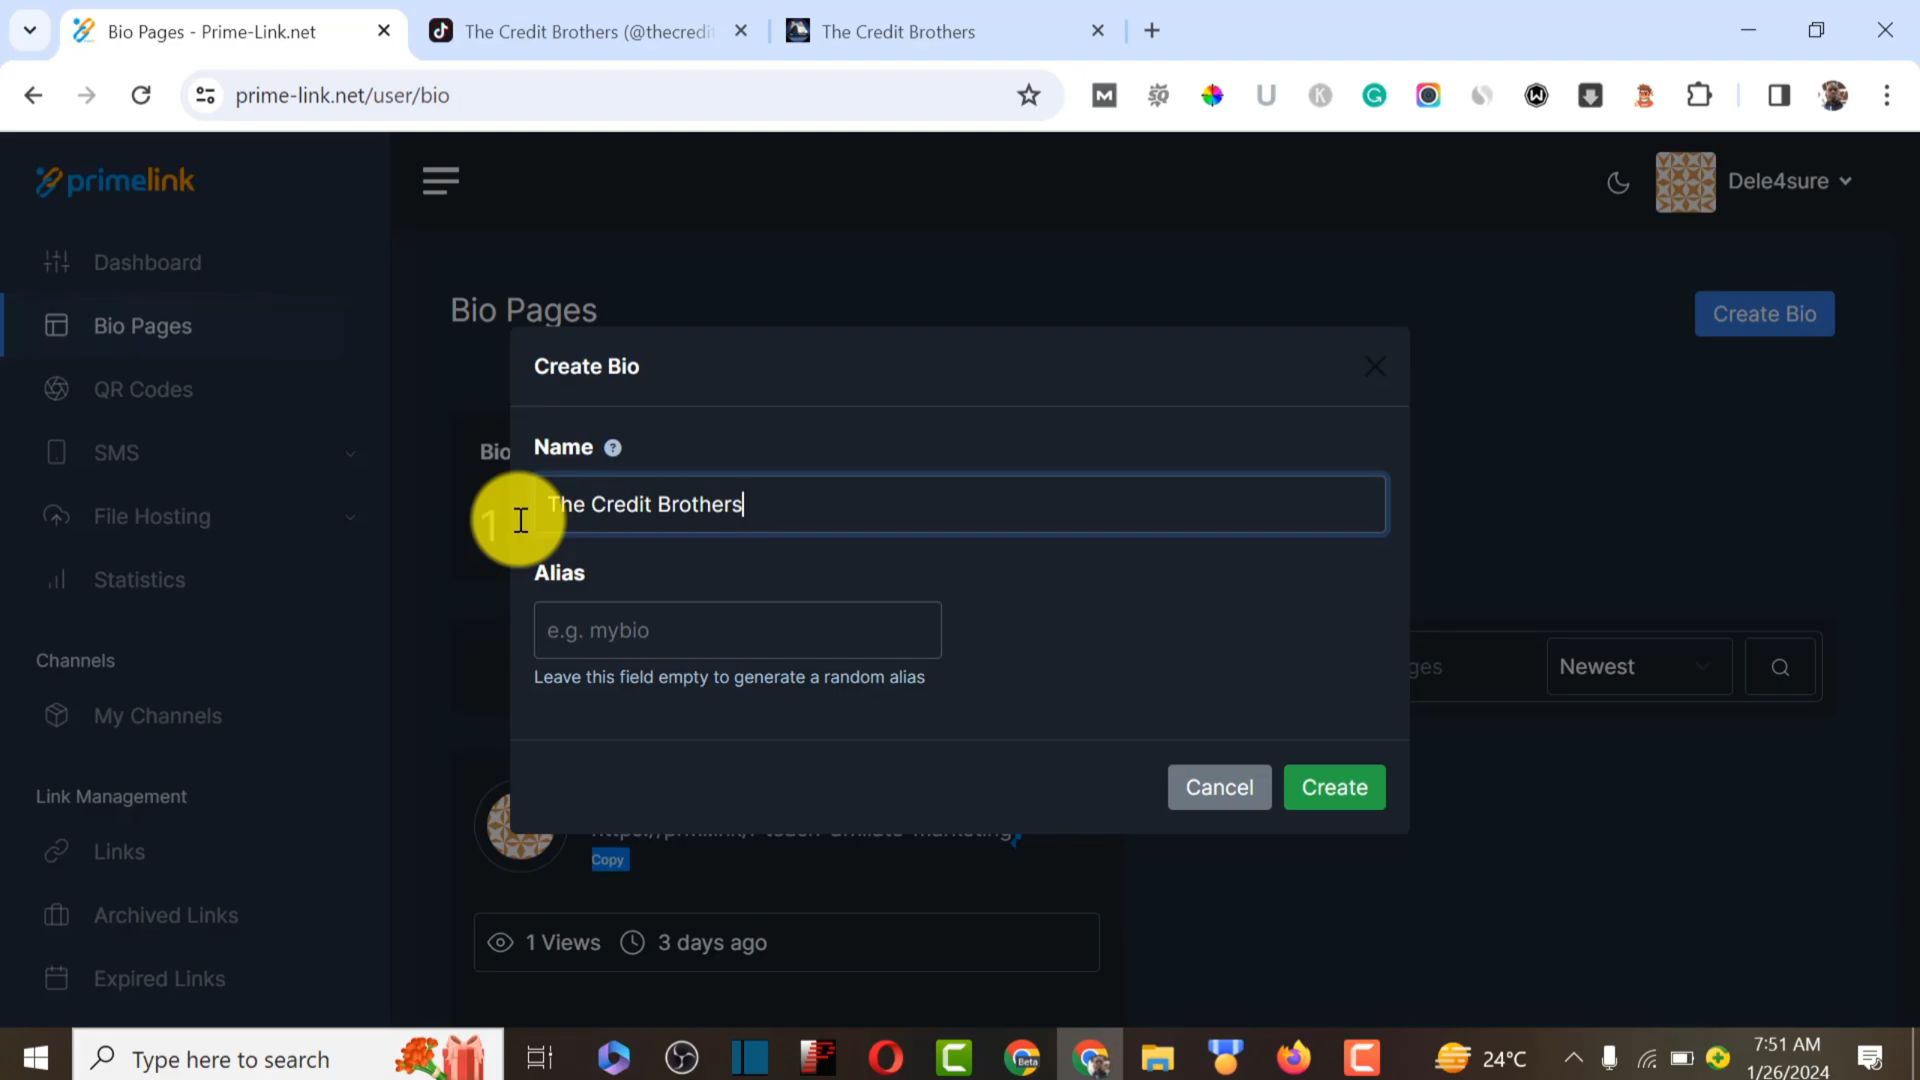 Bio Pages - Prime-Link.net
The Credit Brothers (@thecredit
The Credit Brothers
prime-link.net/user/bio
primelink
Dele4sure
Dashboard
Bio Pages
QR Codes
SMS
File Hosting
Statistics
Channels
My Channels
Link Management
Links
Archived Links
Expired Links
Bio Pages
Create Bio
Create Bio
Bio
Name ?
The Credit Brothers
1
Alias
e.g. mybio
Leave this field empty to generate a random alias
Newest
Cancel
Create
Copy
1 Views
3 days ago
Type here to search
Beta
24°C
7:51 AM
1/26/2024